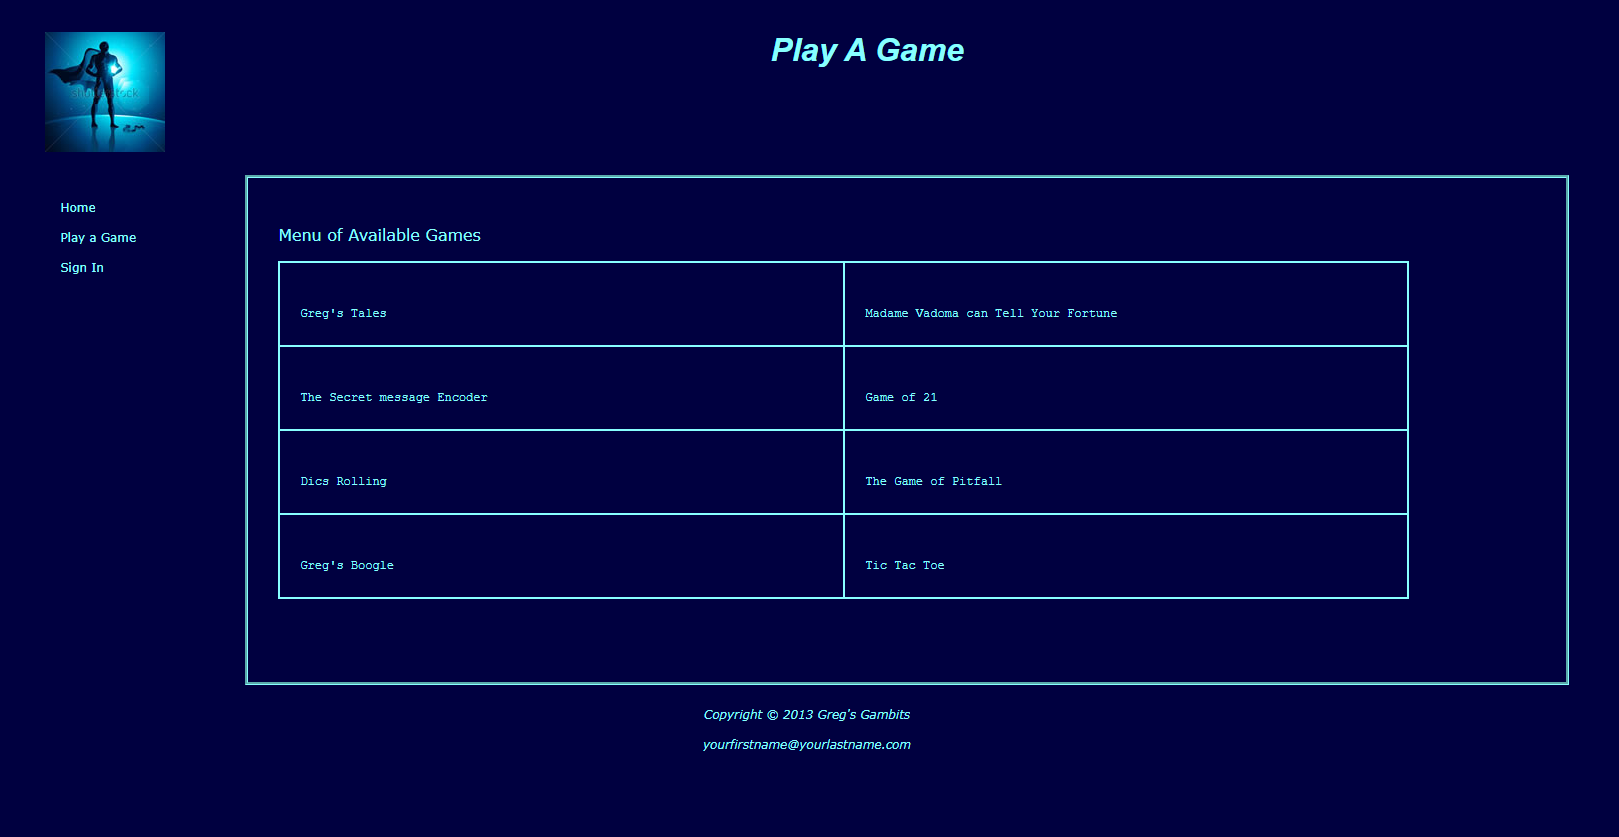 Play A Game
shutterstock
Home
Play a Game
Sign In
Menu of Available Games
Greg's Tales
Madame Vadoma can Tell Your Fortune
The Secret message Encoder
Game of 21
Dics Rolling
The Game of Pitfall
Greg's Boogle
Tic Tac Toe
Copyright © 2013 Greg's Gambits
yourfirstname@yourlastname.com